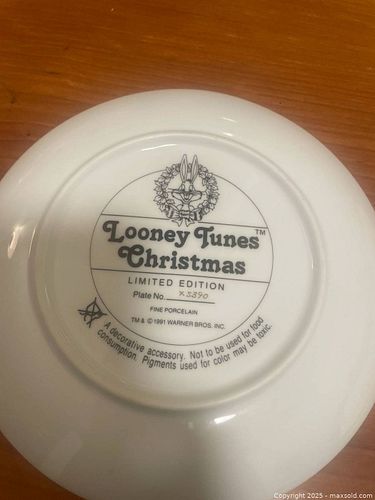 Looney Tunes™
Christmas
LIMITED EDITION
Plate No. x5390
FINE PORCELAIN
TM & © 1991 WARNER BROS. INC.
A decorative accessory. Not to be used for food
consumption. Pigments used for color may be toxic.
Copyright 2025 - maxsold.com